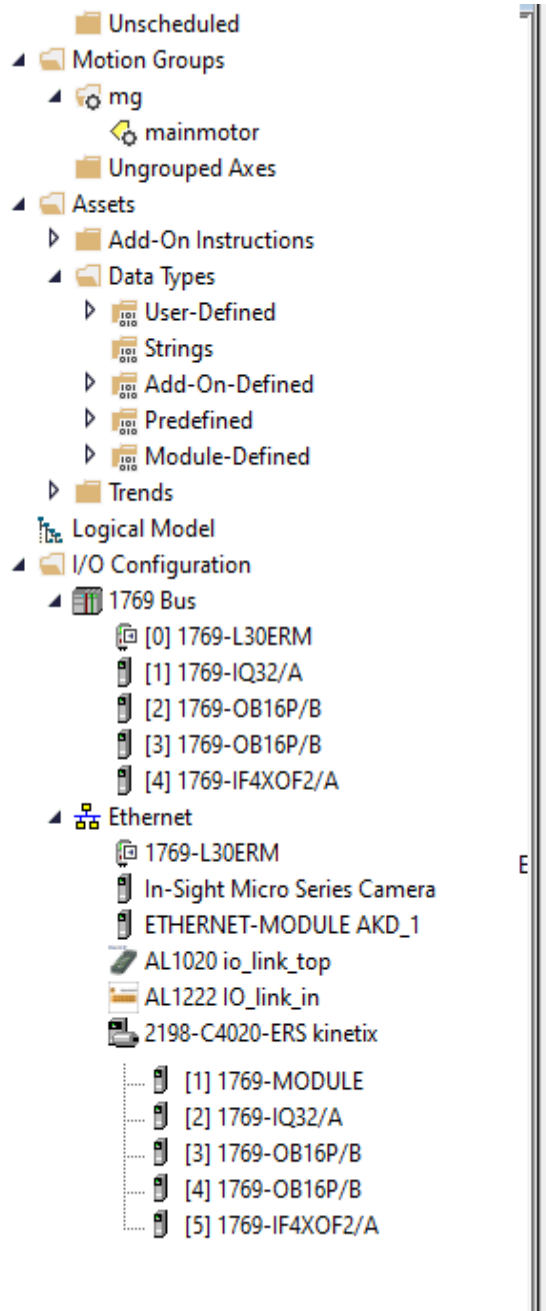 Unscheduled
Motion Groups
mg
mainmotor
Ungrouped Axes
Assets
Add-On Instructions
Data Types
User-Defined
Strings
Add-On-Defined
Predefined
Module-Defined
Trends
Logical Model
I/O Configuration
1769 Bus
[0] 1769-L30ERM
[1] 1769-IQ32/A
[2] 1769-OB16P/B
[3] 1769-OB16P/B
[4] 1769-IF4XOF2/A
Ethernet
1769-L30ERM
E
In-Sight Micro Series Camera
ETHERNET-MODULE AKD_1
AL1020 io_link_top
AL1222 IO_link_in
2198-C4020-ERS kinetix
[1] 1769-MODULE
[2] 1769-IQ32/A
[3] 1769-OB16P/B
[4] 1769-OB16P/B
[5] 1769-IF4XOF2/A